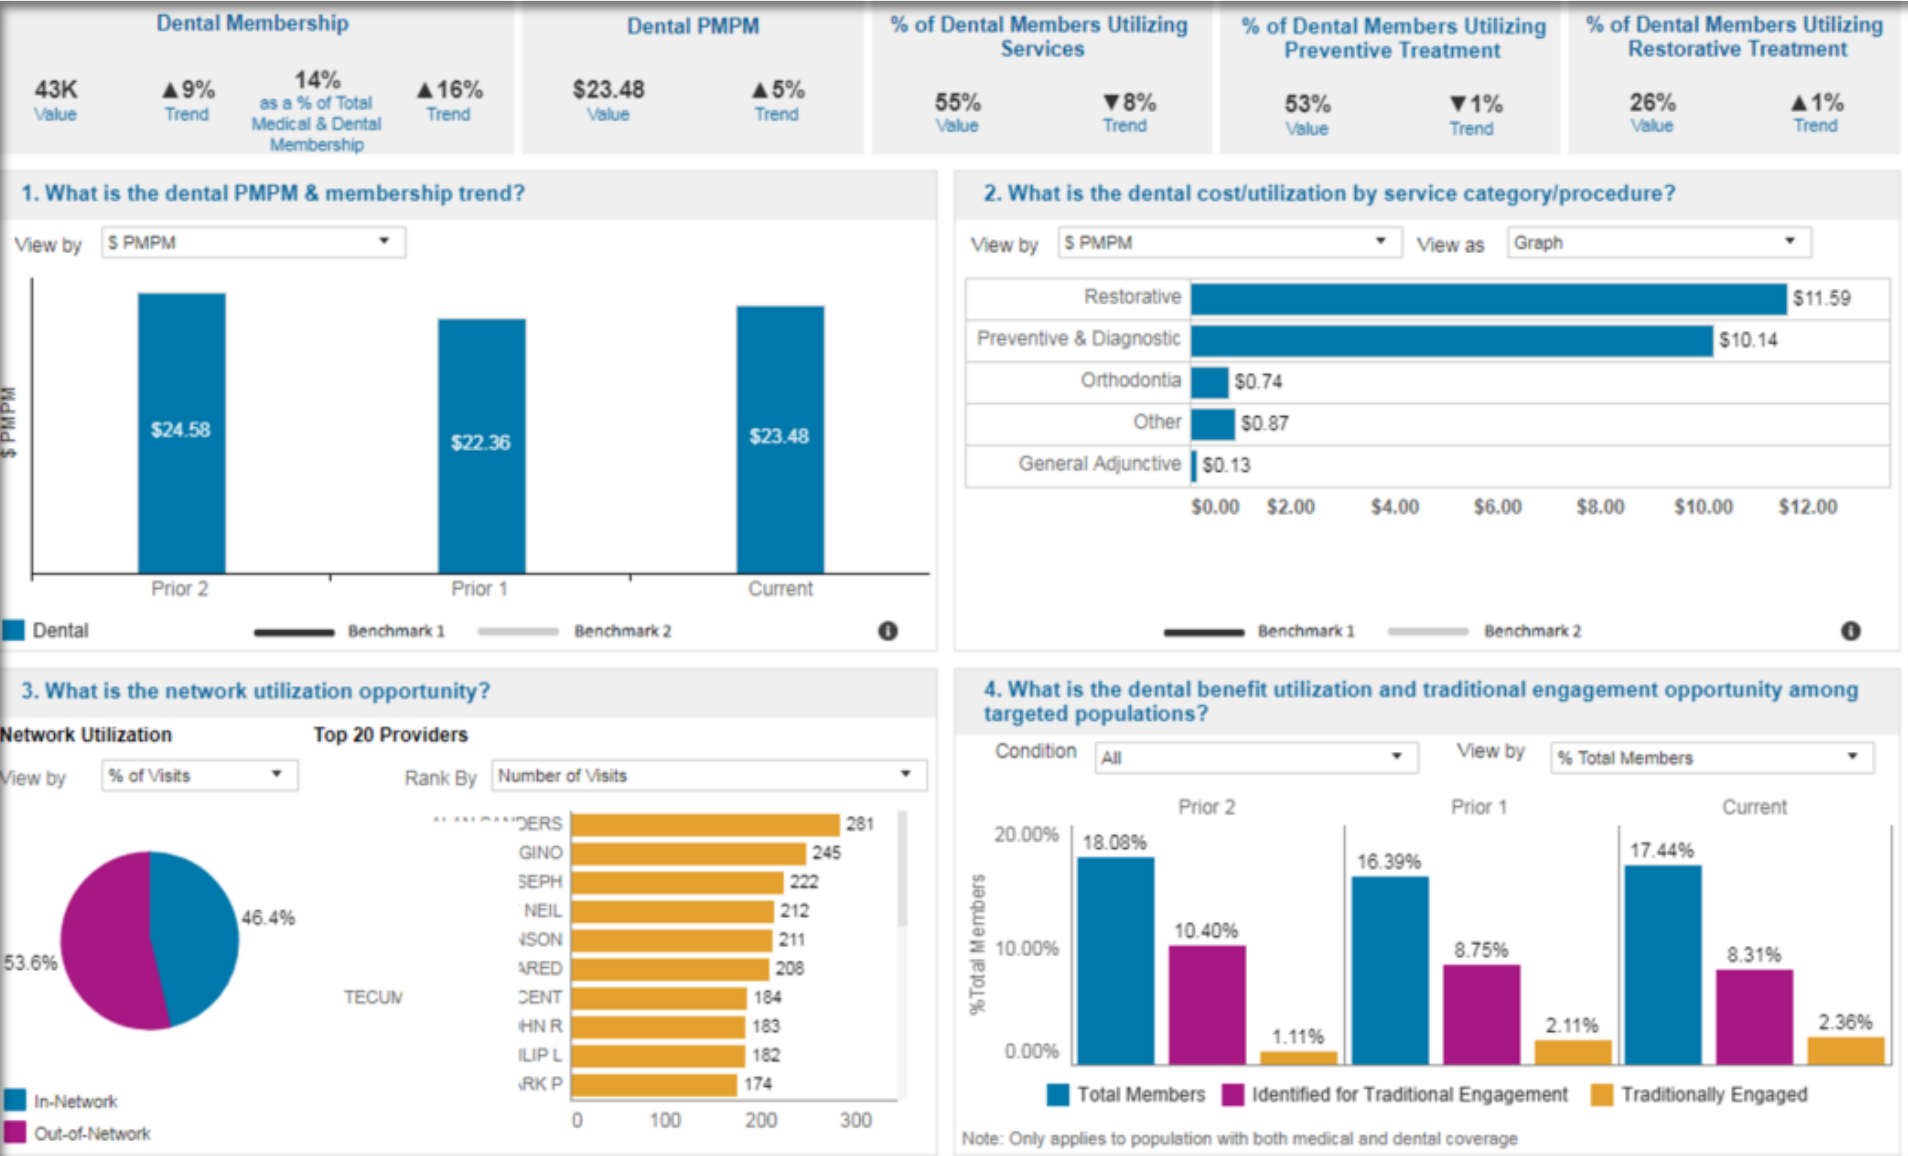 Dental Membership
43K
Value
▲9%
Trend
14%
as a % of Total
Medical & Dental
Membership
▲16%
Trend
Dental PMPM
$23.48
Value
▲5%
Trend
% of Dental Members Utilizing
Services
55%
Value
▼8%
Trend
% of Dental Members Utilizing
Preventive Treatment
53%
Value
▼1%
Trend
% of Dental Members Utilizing
Restorative Treatment
26%
Value
▲1%
Trend
1. What is the dental PMPM & membership trend?
View by $ PMPM
$ PMPM
$24.58
$22.36
$23.48
Prior 2
Prior 1
Current
Dental
Benchmark 1
Benchmark 2
2. What is the dental cost/utilization by service category/procedure?
View by $ PMPM View as Graph
Restorative $11.59
Preventive & Diagnostic $10.14
Orthodontia $0.74
Other $0.87
General Adjunctive $0.13
$0.00 $2.00 $4.00 $6.00 $8.00 $10.00 $12.00
Benchmark 1
Benchmark 2
3. What is the network utilization opportunity?
Network Utilization
View by % of Visits
46.4%
53.6%
In-Network
Out-of-Network
Top 20 Providers
Rank By Number of Visits
DERS 281
GINO 245
SEPH 222
NEIL 212
NSON 211
ARED 208
TECUM CENT 184
OHN R 183
ILIP L 182
ARK P 174
0 100 200 300
4. What is the dental benefit utilization and traditional engagement opportunity among
targeted populations?
Condition All View by % Total Members
Prior 2 Prior 1 Current
%Total Members
20.00%
10.00%
0.00%
18.08%
10.40%
1.11%
16.39%
8.75%
2.11%
17.44%
8.31%
2.36%
Total Members Identified for Traditional Engagement Traditionally Engaged
Note: Only applies to population with both medical and dental coverage